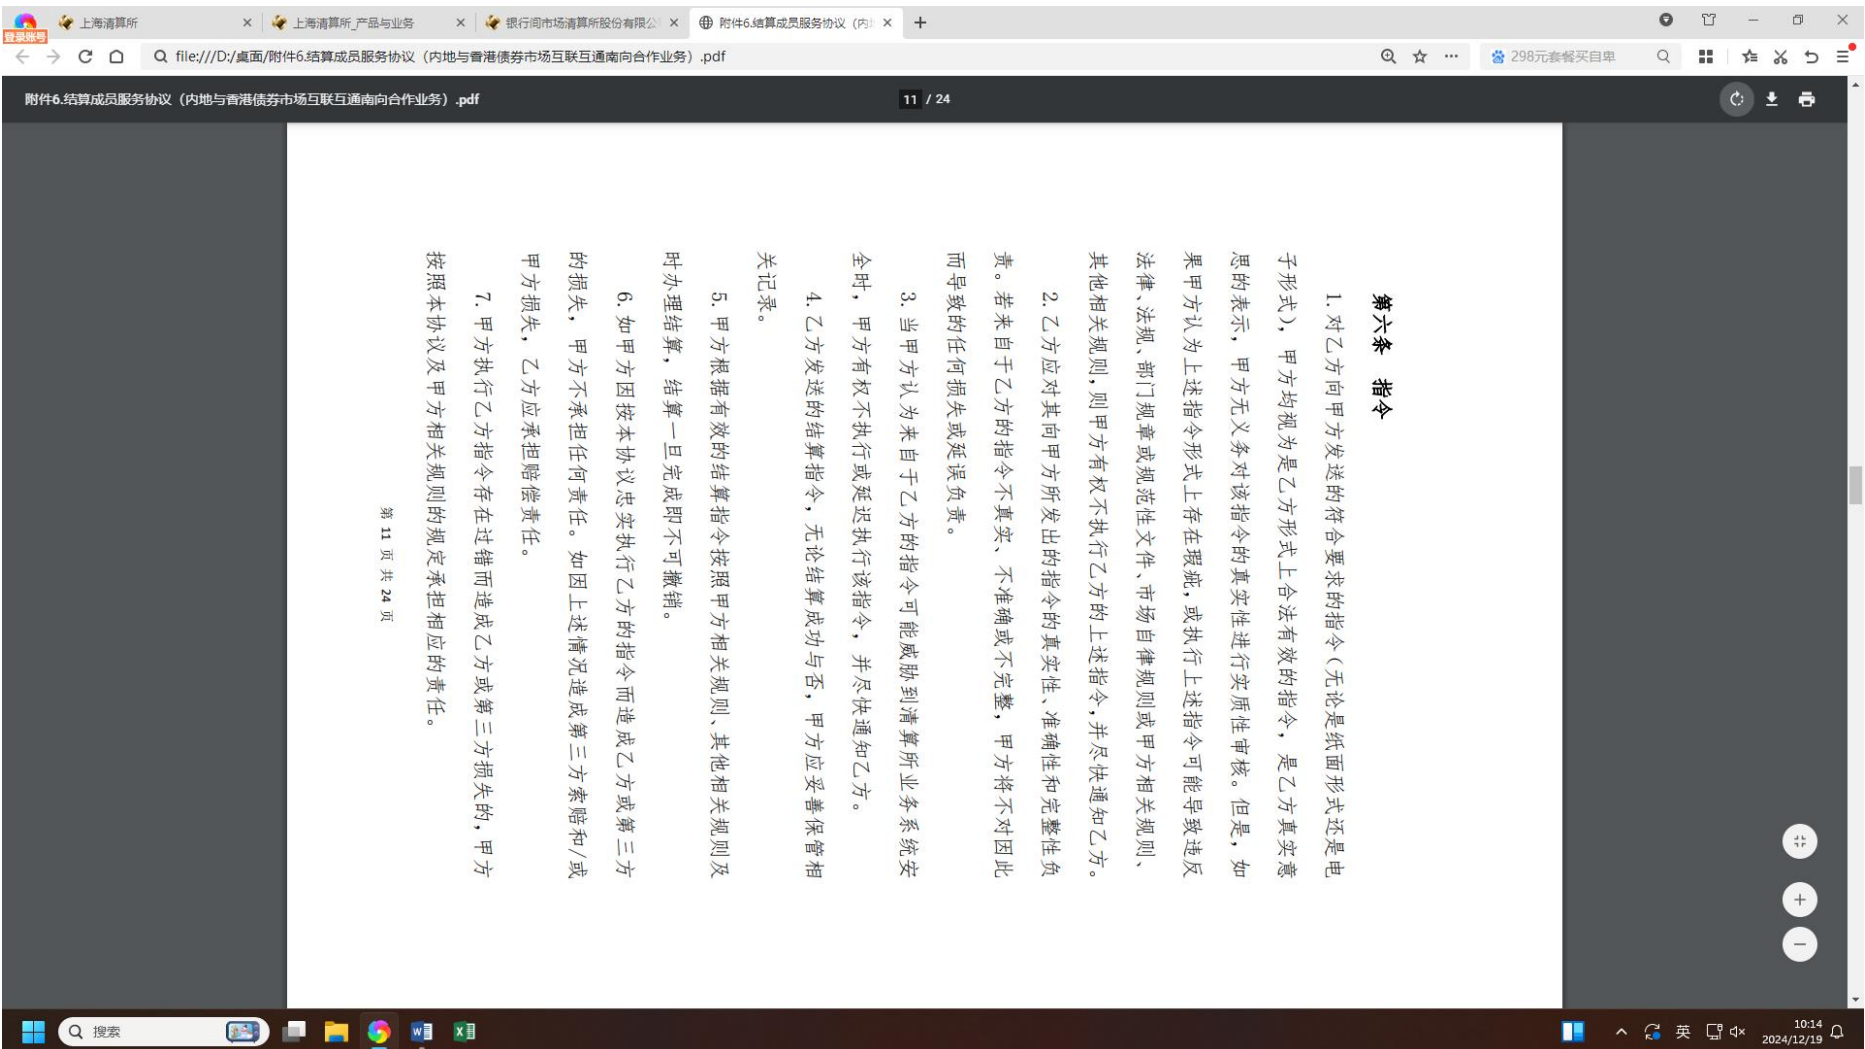 上海清算所
上海清算所_产品与业务
银行间市场清算所股份有限公
附件6.结算成员服务协议（内
登录账号
file:///D:/桌面/附件6.结算成员服务协议（内地与香港债券市场互联互通南向合作业务）.pdf
298元套餐买自卑
附件6.结算成员服务协议（内地与香港债券市场互联互通南向合作业务）.pdf
11 / 24
第六条 指令
1. 对乙方向甲方发送的符合要求的指令（无论是纸面形式还是电
子形式），甲方均视为是乙方形式上合法有效的指令，是乙方真实意
思的表示，甲方无义务对该指令的真实性进行实质性审核。但是，如
果甲方认为上述指令形式上存在瑕疵，或执行上述指令可能导致违反
法律、法规、部门规章或规范性文件、市场自律规则或甲方相关规则、
其他相关规则，则甲方有权不执行乙方的上述指令，并尽快通知乙方。
2. 乙方应对其向甲方所发出的指令的真实性、准确性和完整性负
责。若来自于乙方的指令不真实、不准确或不完整，甲方将不对因此
而导致的任何损失或延误负责。
3. 当甲方认为来自于乙方的指令可能威胁到清算所业务系统安
全时，甲方有权不执行或延迟执行该指令，并尽快通知乙方。
4. 乙方发送的结算指令，无论结算成功与否，甲方应妥善保管相
关记录。
5. 甲方根据有效的结算指令按照甲方相关规则、其他相关规则及
时办理结算，结算一旦完成即不可撤销。
6. 如甲方因按本协议忠实执行乙方的指令而造成乙方或第三方
的损失，甲方不承担任何责任。如因上述情况造成第三方索赔和/或
甲方损失，乙方应承担赔偿责任。
7. 甲方执行乙方指令存在过错而造成乙方或第三方损失的，甲方
按照本协议及甲方相关规则的规定承担相应的责任。
第 11 页 共 24 页
搜索
英
10:14
2024/12/19